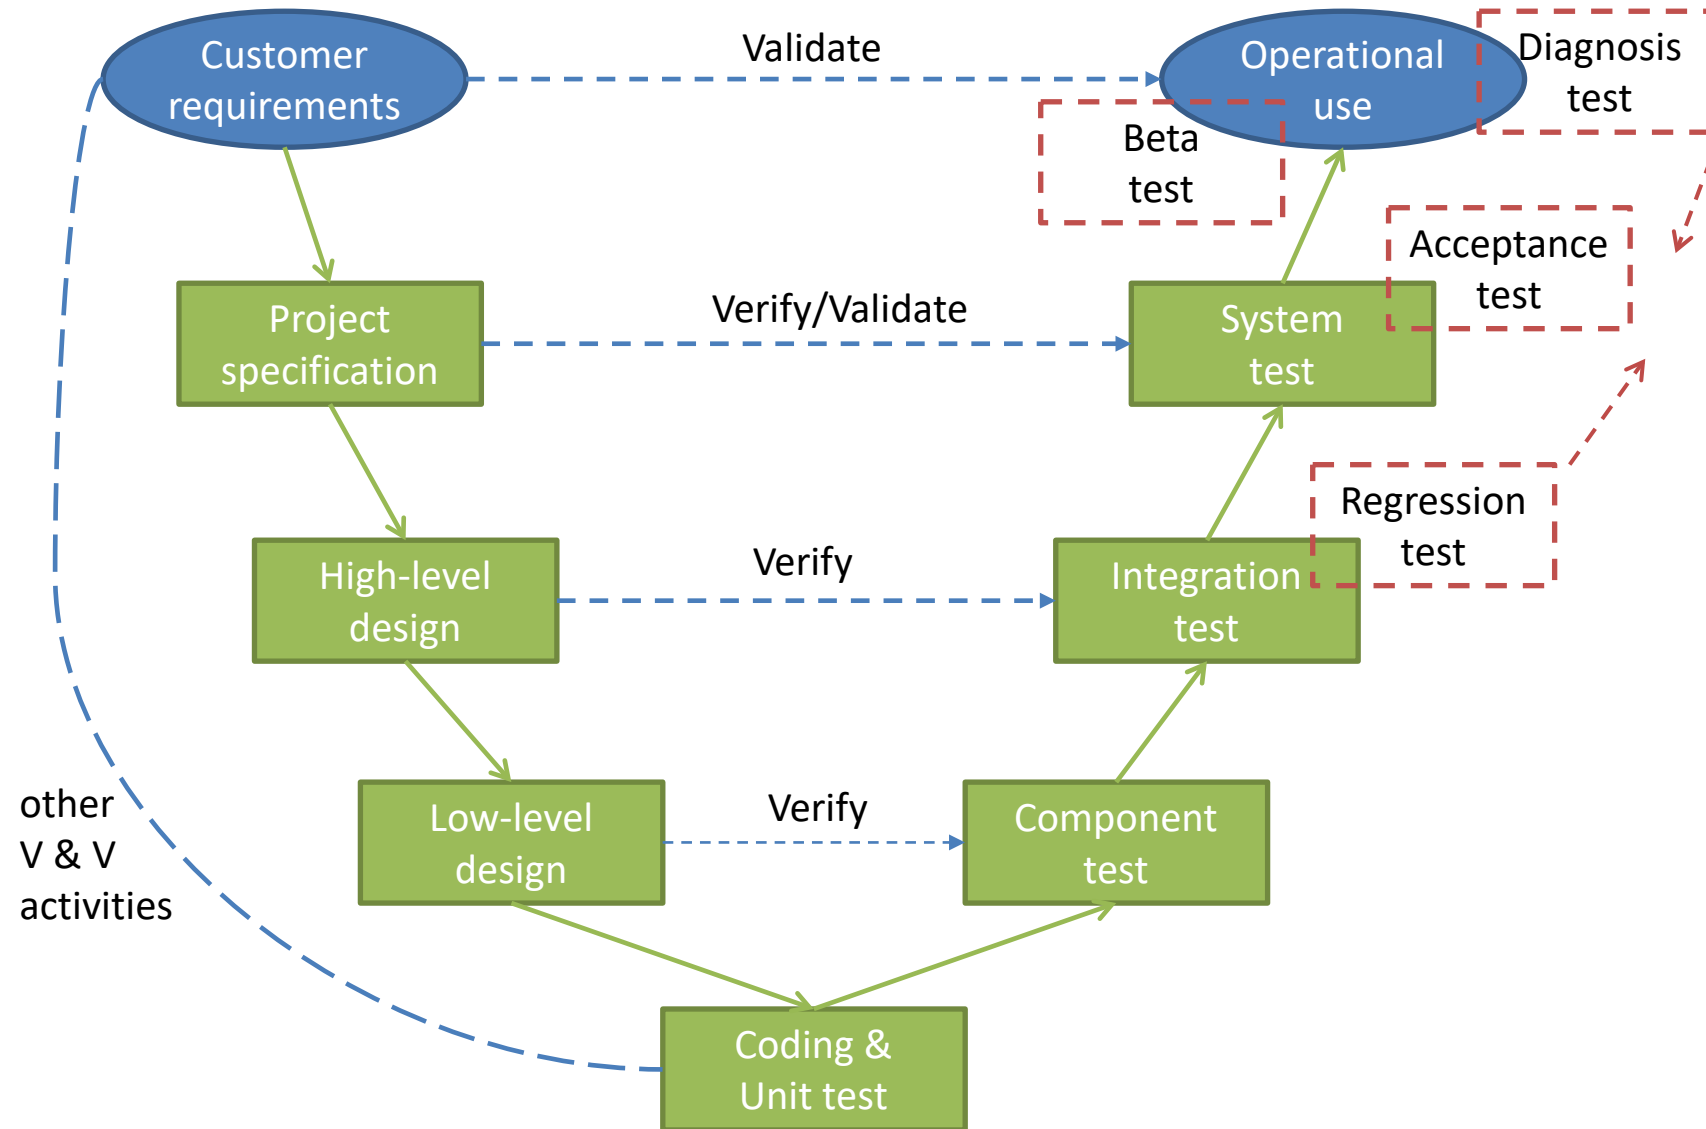 Customer
requirements
Validate
Operational
use
Diagnosis
test
Beta
test
Acceptance
test
Project
specification
Verify/Validate
System
test
Regression
test
High-level
design
Verify
Integration
test
other
V & V
activities
Low-level
design
Verify
Component
test
Coding &
Unit test